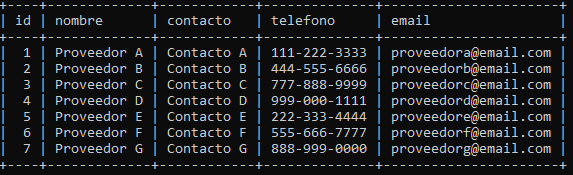 +----+-------------+------------+--------------+----------------------+
| id | nombre      | contacto   | telefono     | email                |
+----+-------------+------------+--------------+----------------------+
|  1 | Proveedor A | Contacto A | 111-222-3333 | proveedora@email.com |
|  2 | Proveedor B | Contacto B | 444-555-6666 | proveedorb@email.com |
|  3 | Proveedor C | Contacto C | 777-888-9999 | proveedorc@email.com |
|  4 | Proveedor D | Contacto D | 999-000-1111 | proveedord@email.com |
|  5 | Proveedor E | Contacto E | 222-333-4444 | proveedore@email.com |
|  6 | Proveedor F | Contacto F | 555-666-7777 | proveedorf@email.com |
|  7 | Proveedor G | Contacto G | 888-999-0000 | proveedorg@email.com |
+----+-------------+------------+--------------+----------------------+